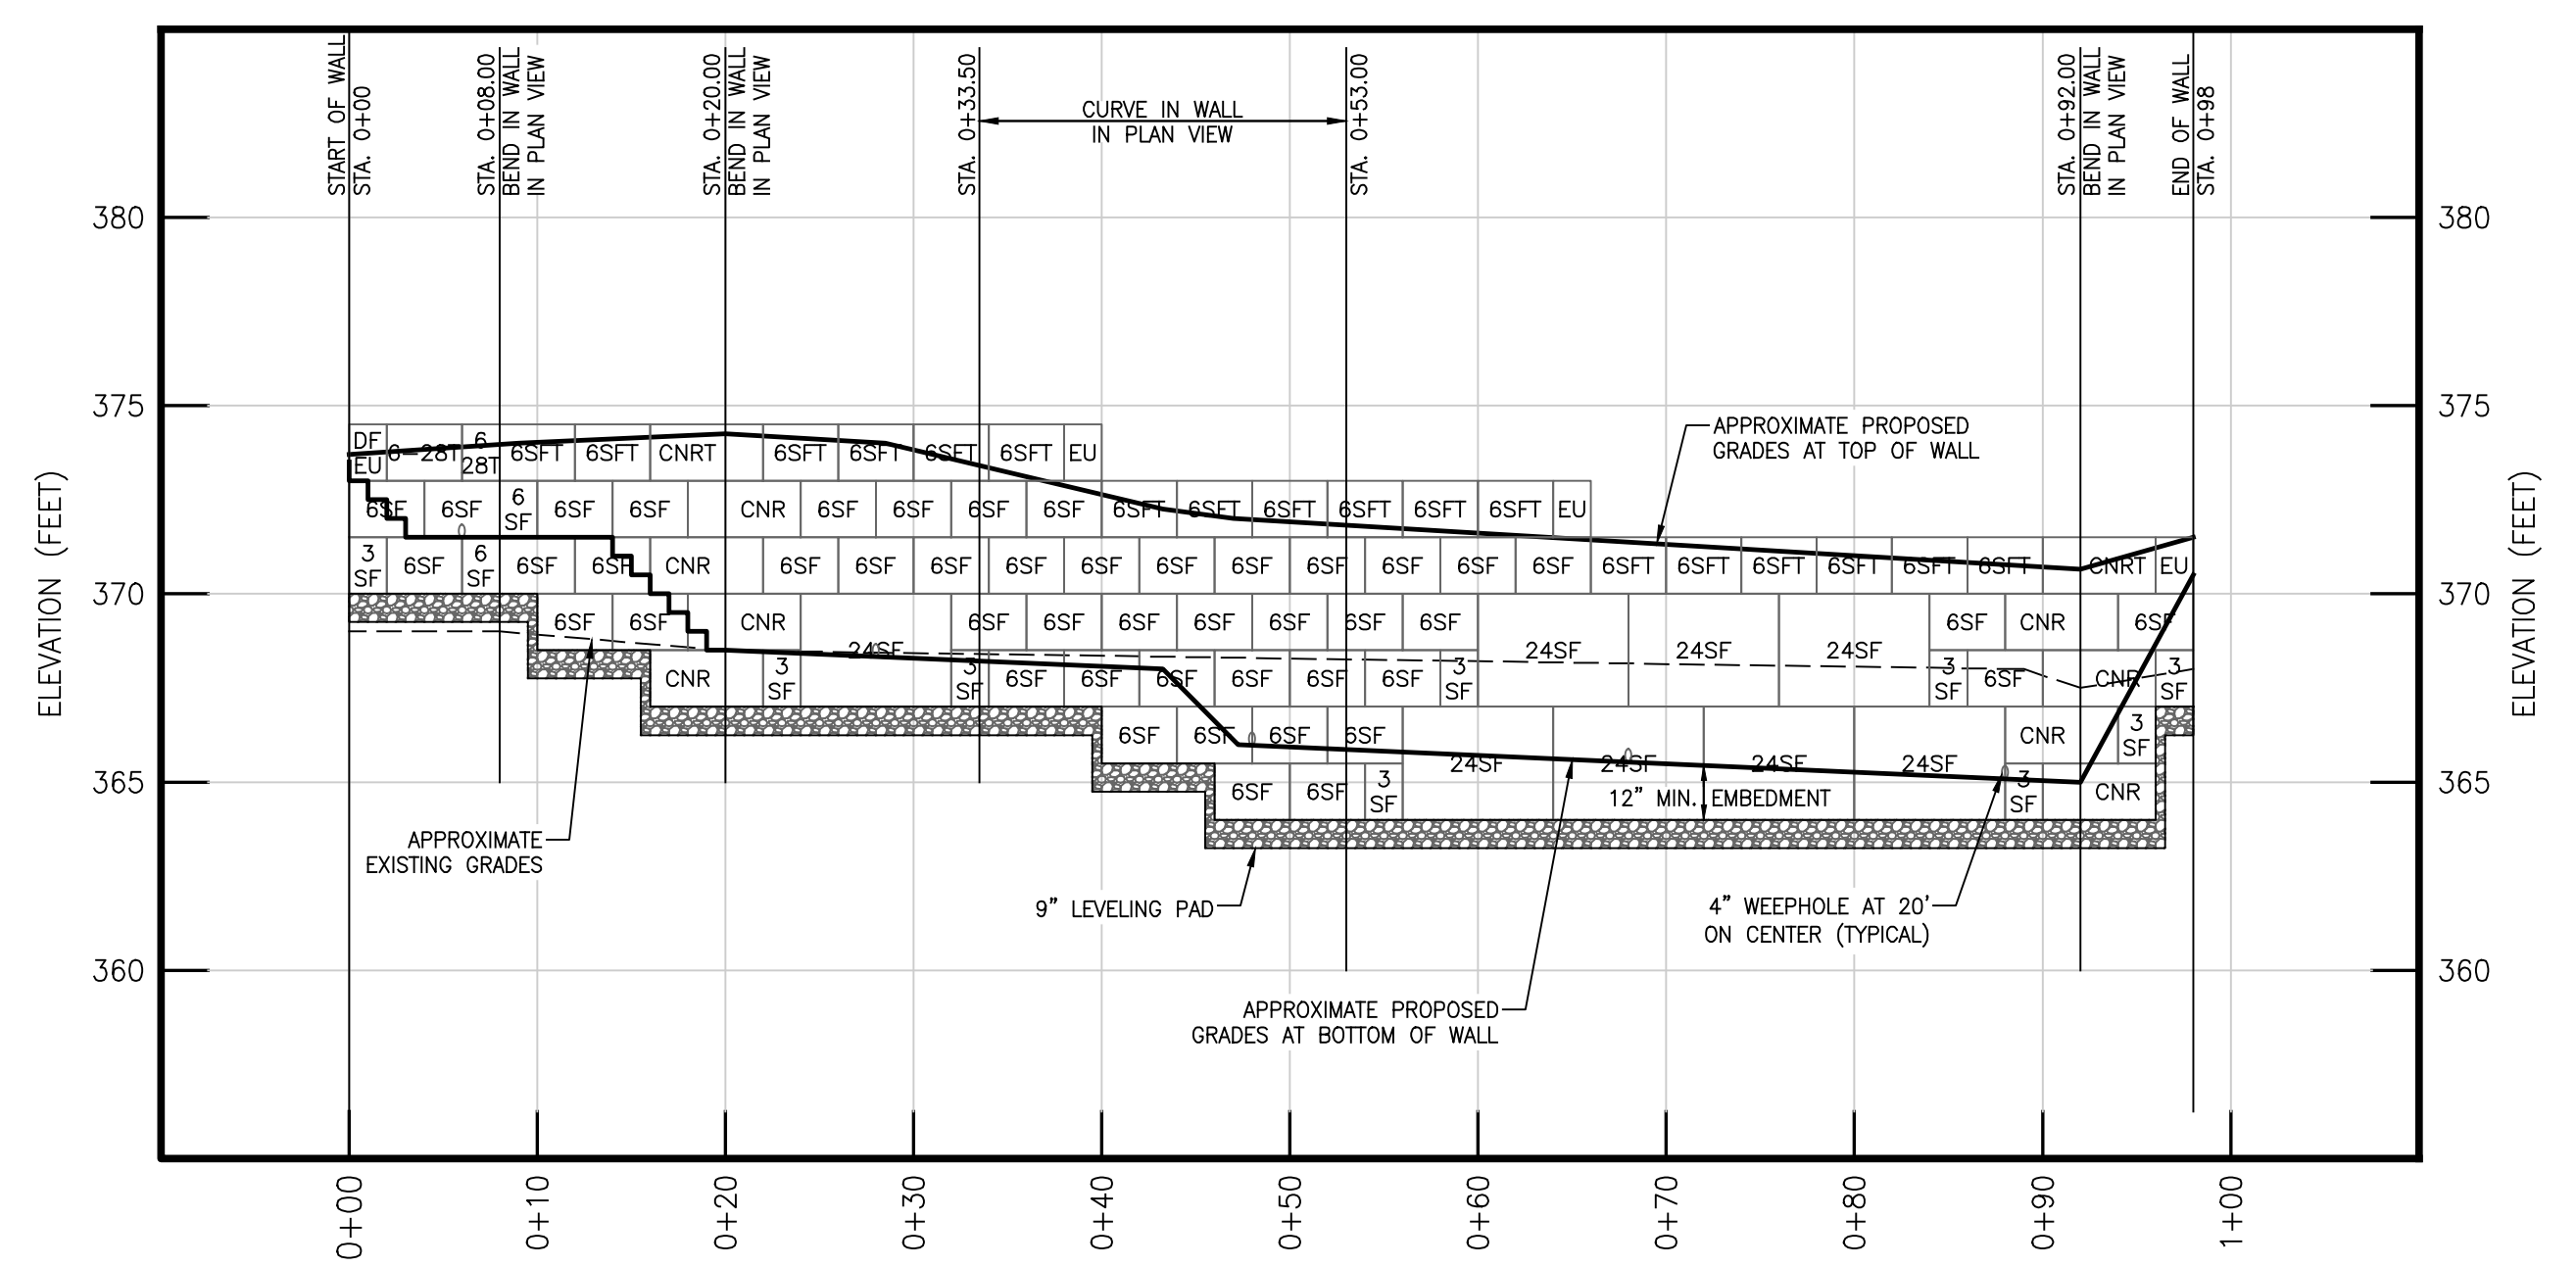 START OF WALL
STA. 0+00
STA. 0+08.00
BEND IN WALL
IN PLAN VIEW
STA. 0+20.00
BEND IN WALL
IN PLAN VIEW
STA. 0+33.50
CURVE IN WALL
IN PLAN VIEW
STA. 0+53.00
STA. 0+92.00
BEND IN WALL
IN PLAN VIEW
END OF WALL
STA. 0+98
380
380
375
375
370
370
365
365
360
360
ELEVATION (FEET)
ELEVATION (FEET)
APPROXIMATE PROPOSED
GRADES AT TOP OF WALL
DF
EU
6-28T
6
28T
6SFT
6SFT
CNRT
6SFT
6SFT
6SFT
6SFT
EU
6SF
6SF
6
SF
6SF
6SF
CNR
6SF
6SF
6SF
6SF
6SFT
6SFT
6SFT
6SFT
6SFT
6SFT
EU
3
SF
6SF
6
SF
6SF
6SF
CNR
6SF
6SF
6SF
6SF
6SF
6SF
6SF
6SF
6SF
6SF
6SF
6SFT
6SFT
6SFT
6SFT
6SFT
6SFT
CNRT
EU
6SF
6SF
CNR
24SF
6SF
6SF
6SF
6SF
6SF
6SF
6SF
24SF
24SF
24SF
6SF
CNR
6SF
CNR
3
SF
3
SF
6SF
6SF
6SF
6SF
6SF
6SF
3
SF
3
SF
6SF
CNR
3
SF
6SF
6SF
6SF
6SF
24SF
24SF
24SF
24SF
CNR
3
SF
6SF
6SF
3
SF
12" MIN. EMBEDMENT
3
SF
CNR
APPROXIMATE
EXISTING GRADES
9" LEVELING PAD
4" WEEPHOLE AT 20'
ON CENTER (TYPICAL)
APPROXIMATE PROPOSED
GRADES AT BOTTOM OF WALL
0+00
0+10
0+20
0+30
0+40
0+50
0+60
0+70
0+80
0+90
1+00